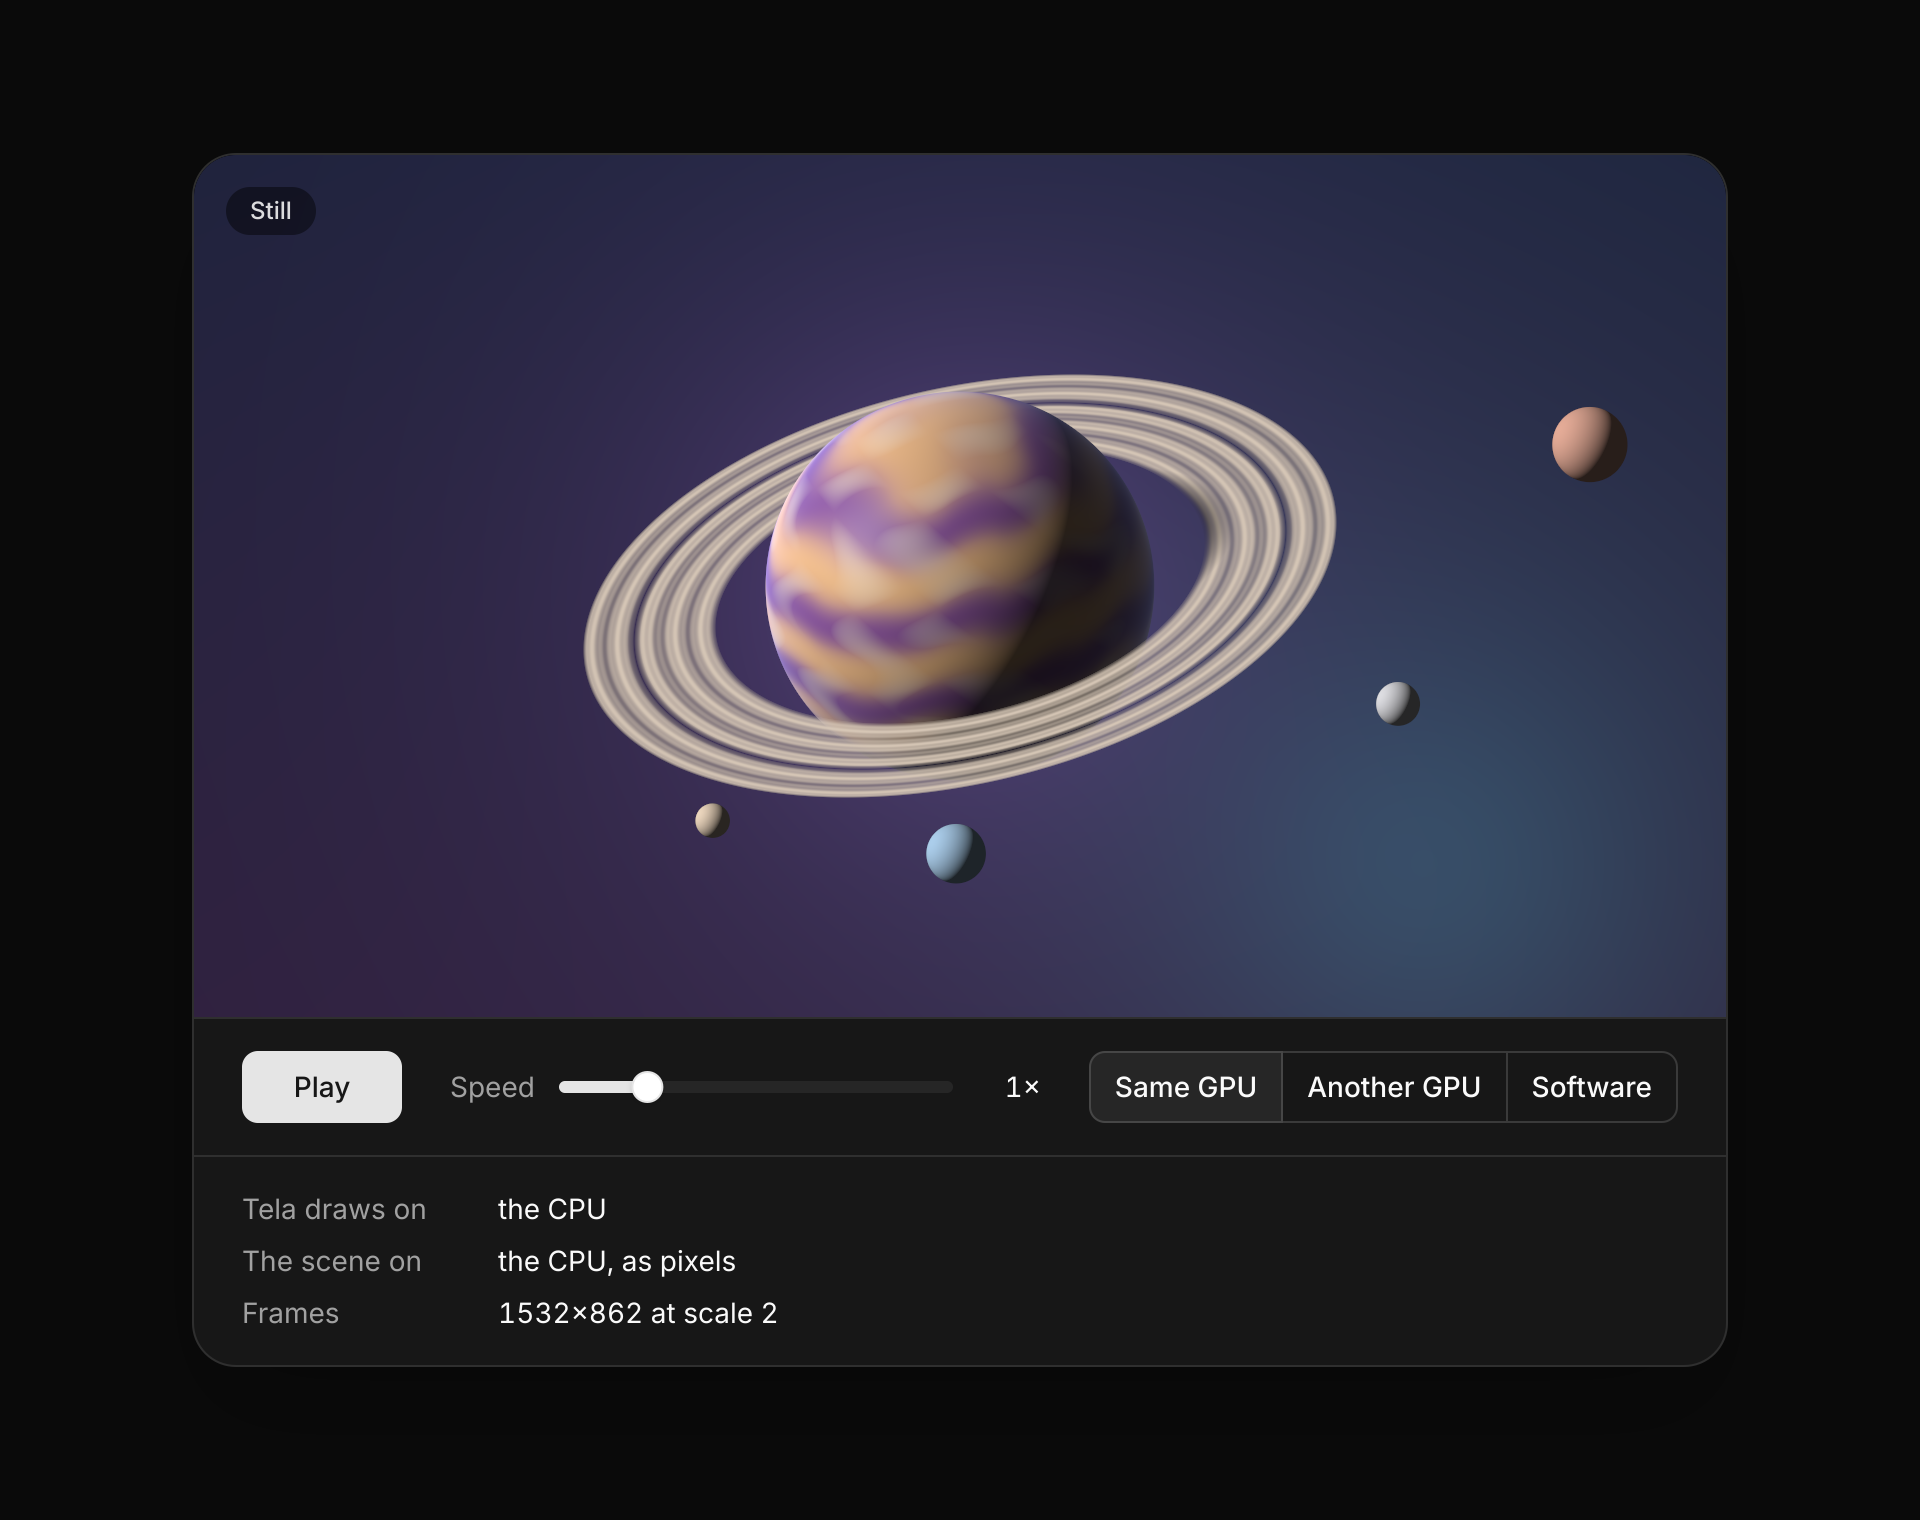 Still
Play
Speed
1×
Same GPU
Another GPU
Software
Tela draws on
the CPU
The scene on
the CPU, as pixels
Frames
1532×862 at scale 2